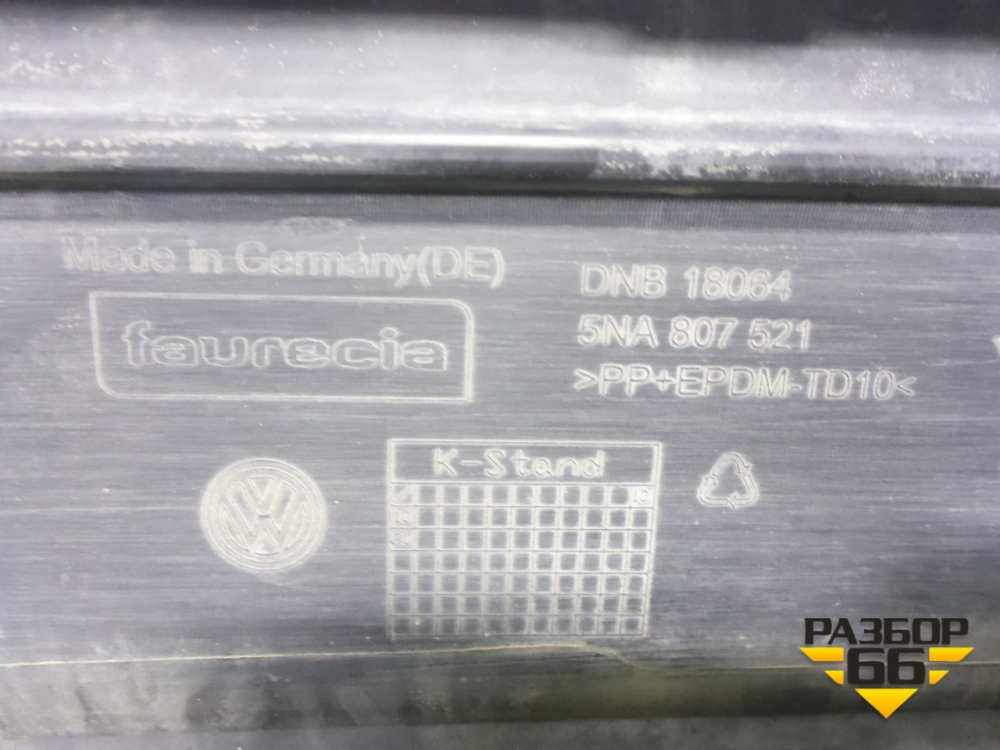 Made in Germany(DE)
faurecia
DNB 18064
5NA 807 521
>PP+EPDM-TD10<
K-Stand
10
РАЗБОР
66